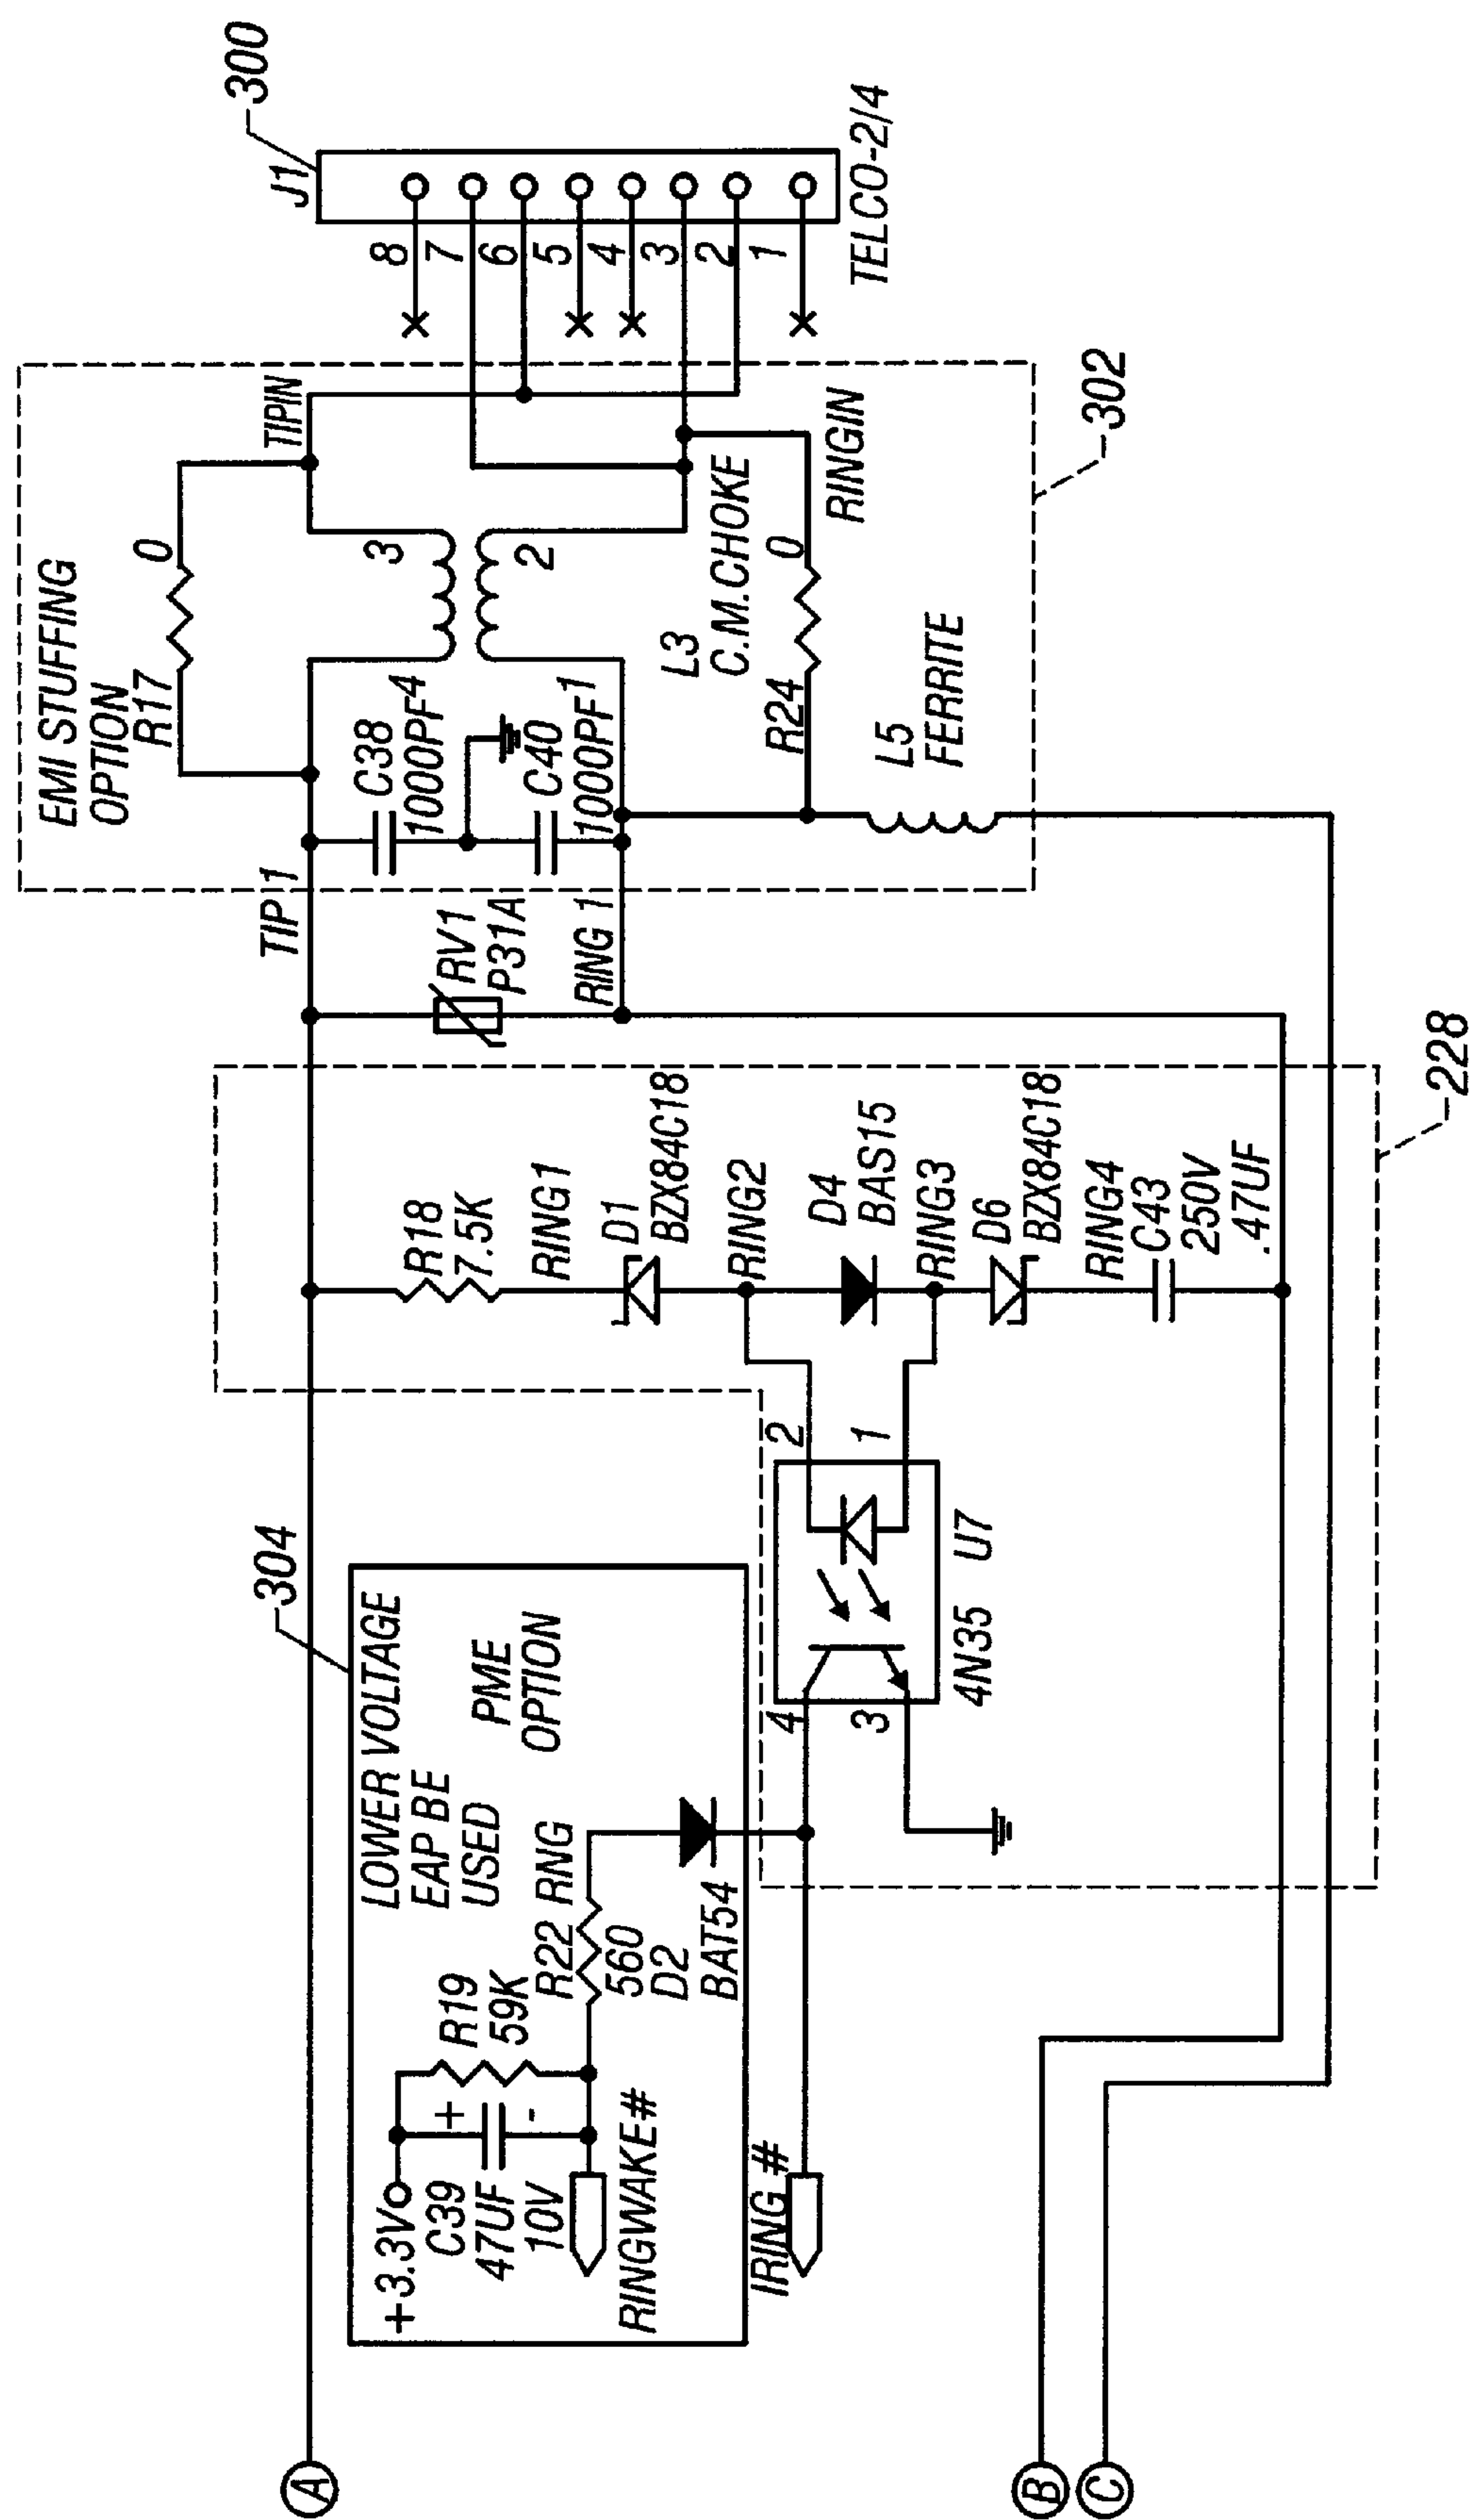 300
J1
8
7
6
5
4
3
2
1
TELCO-2/4
302
EMI STUFFING
OPTION
R17
0
TIPIN
3
2
L3
C.M.CHOKE
4
1
C38
1000PF
C40
1000PF
R24
0
RINGIN
L5
FERRITE
TIP 1
RV1
P31A
RING 1
228
R18
7.5K
RING1
D1
BZX84C18
RING2
D4
BAS15
RING3
D6
BZX84C18
RING4
C43
250V
.47UF
2
1
4
3
4N35
U7
304
LOWER VOLTAGE
EAP BE
USED
PME
OPTION
R19
59K
R22
RNG
560
D2
BAT54
+3.3V
C39
47UF
10V
+
-
RINGWAKE#
IRING #
A
B
C